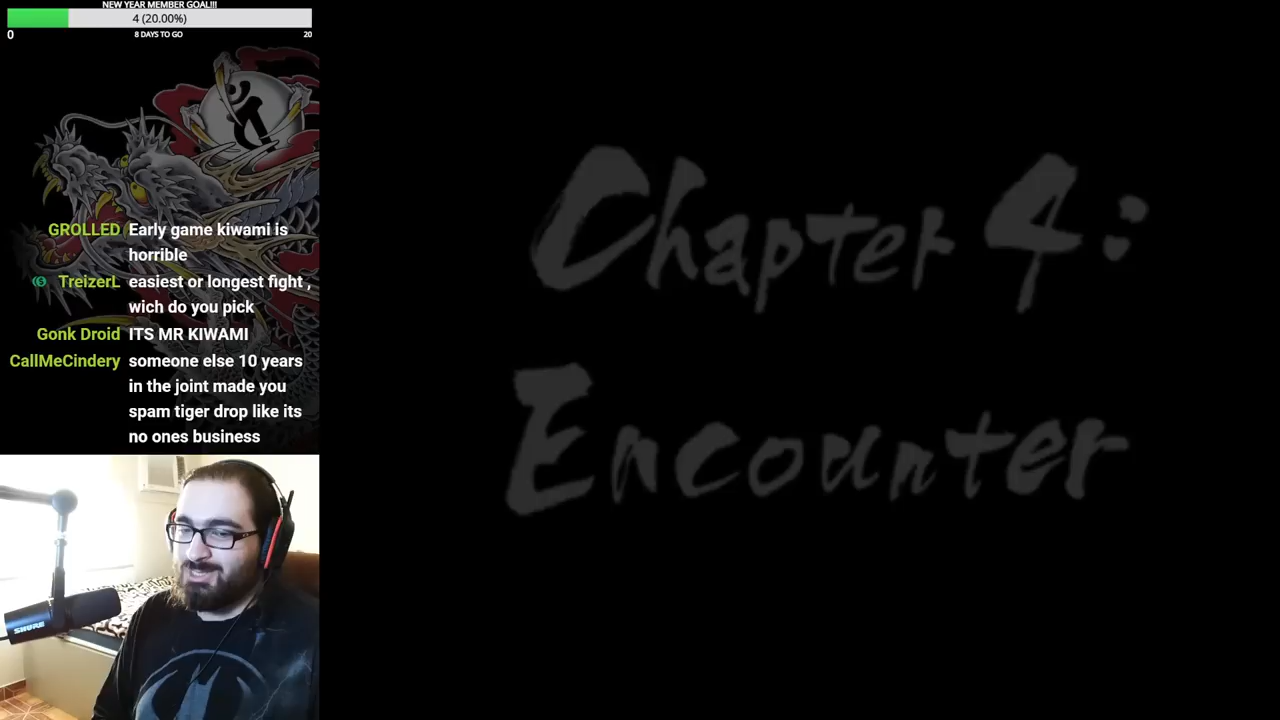 NEW YEAR MEMBER GOAL!!!
4 (20.00%)
0
8 DAYS TO GO
20
GROLLED Early game kiwami is
horrible
TreizerL easiest or longest fight ,
wich do you pick
Gonk Droid ITS MR KIWAMI
CallMeCindery someone else 10 years
in the joint made you
spam tiger drop like its
no ones business
Chapter 4:
Encounter
SHURE